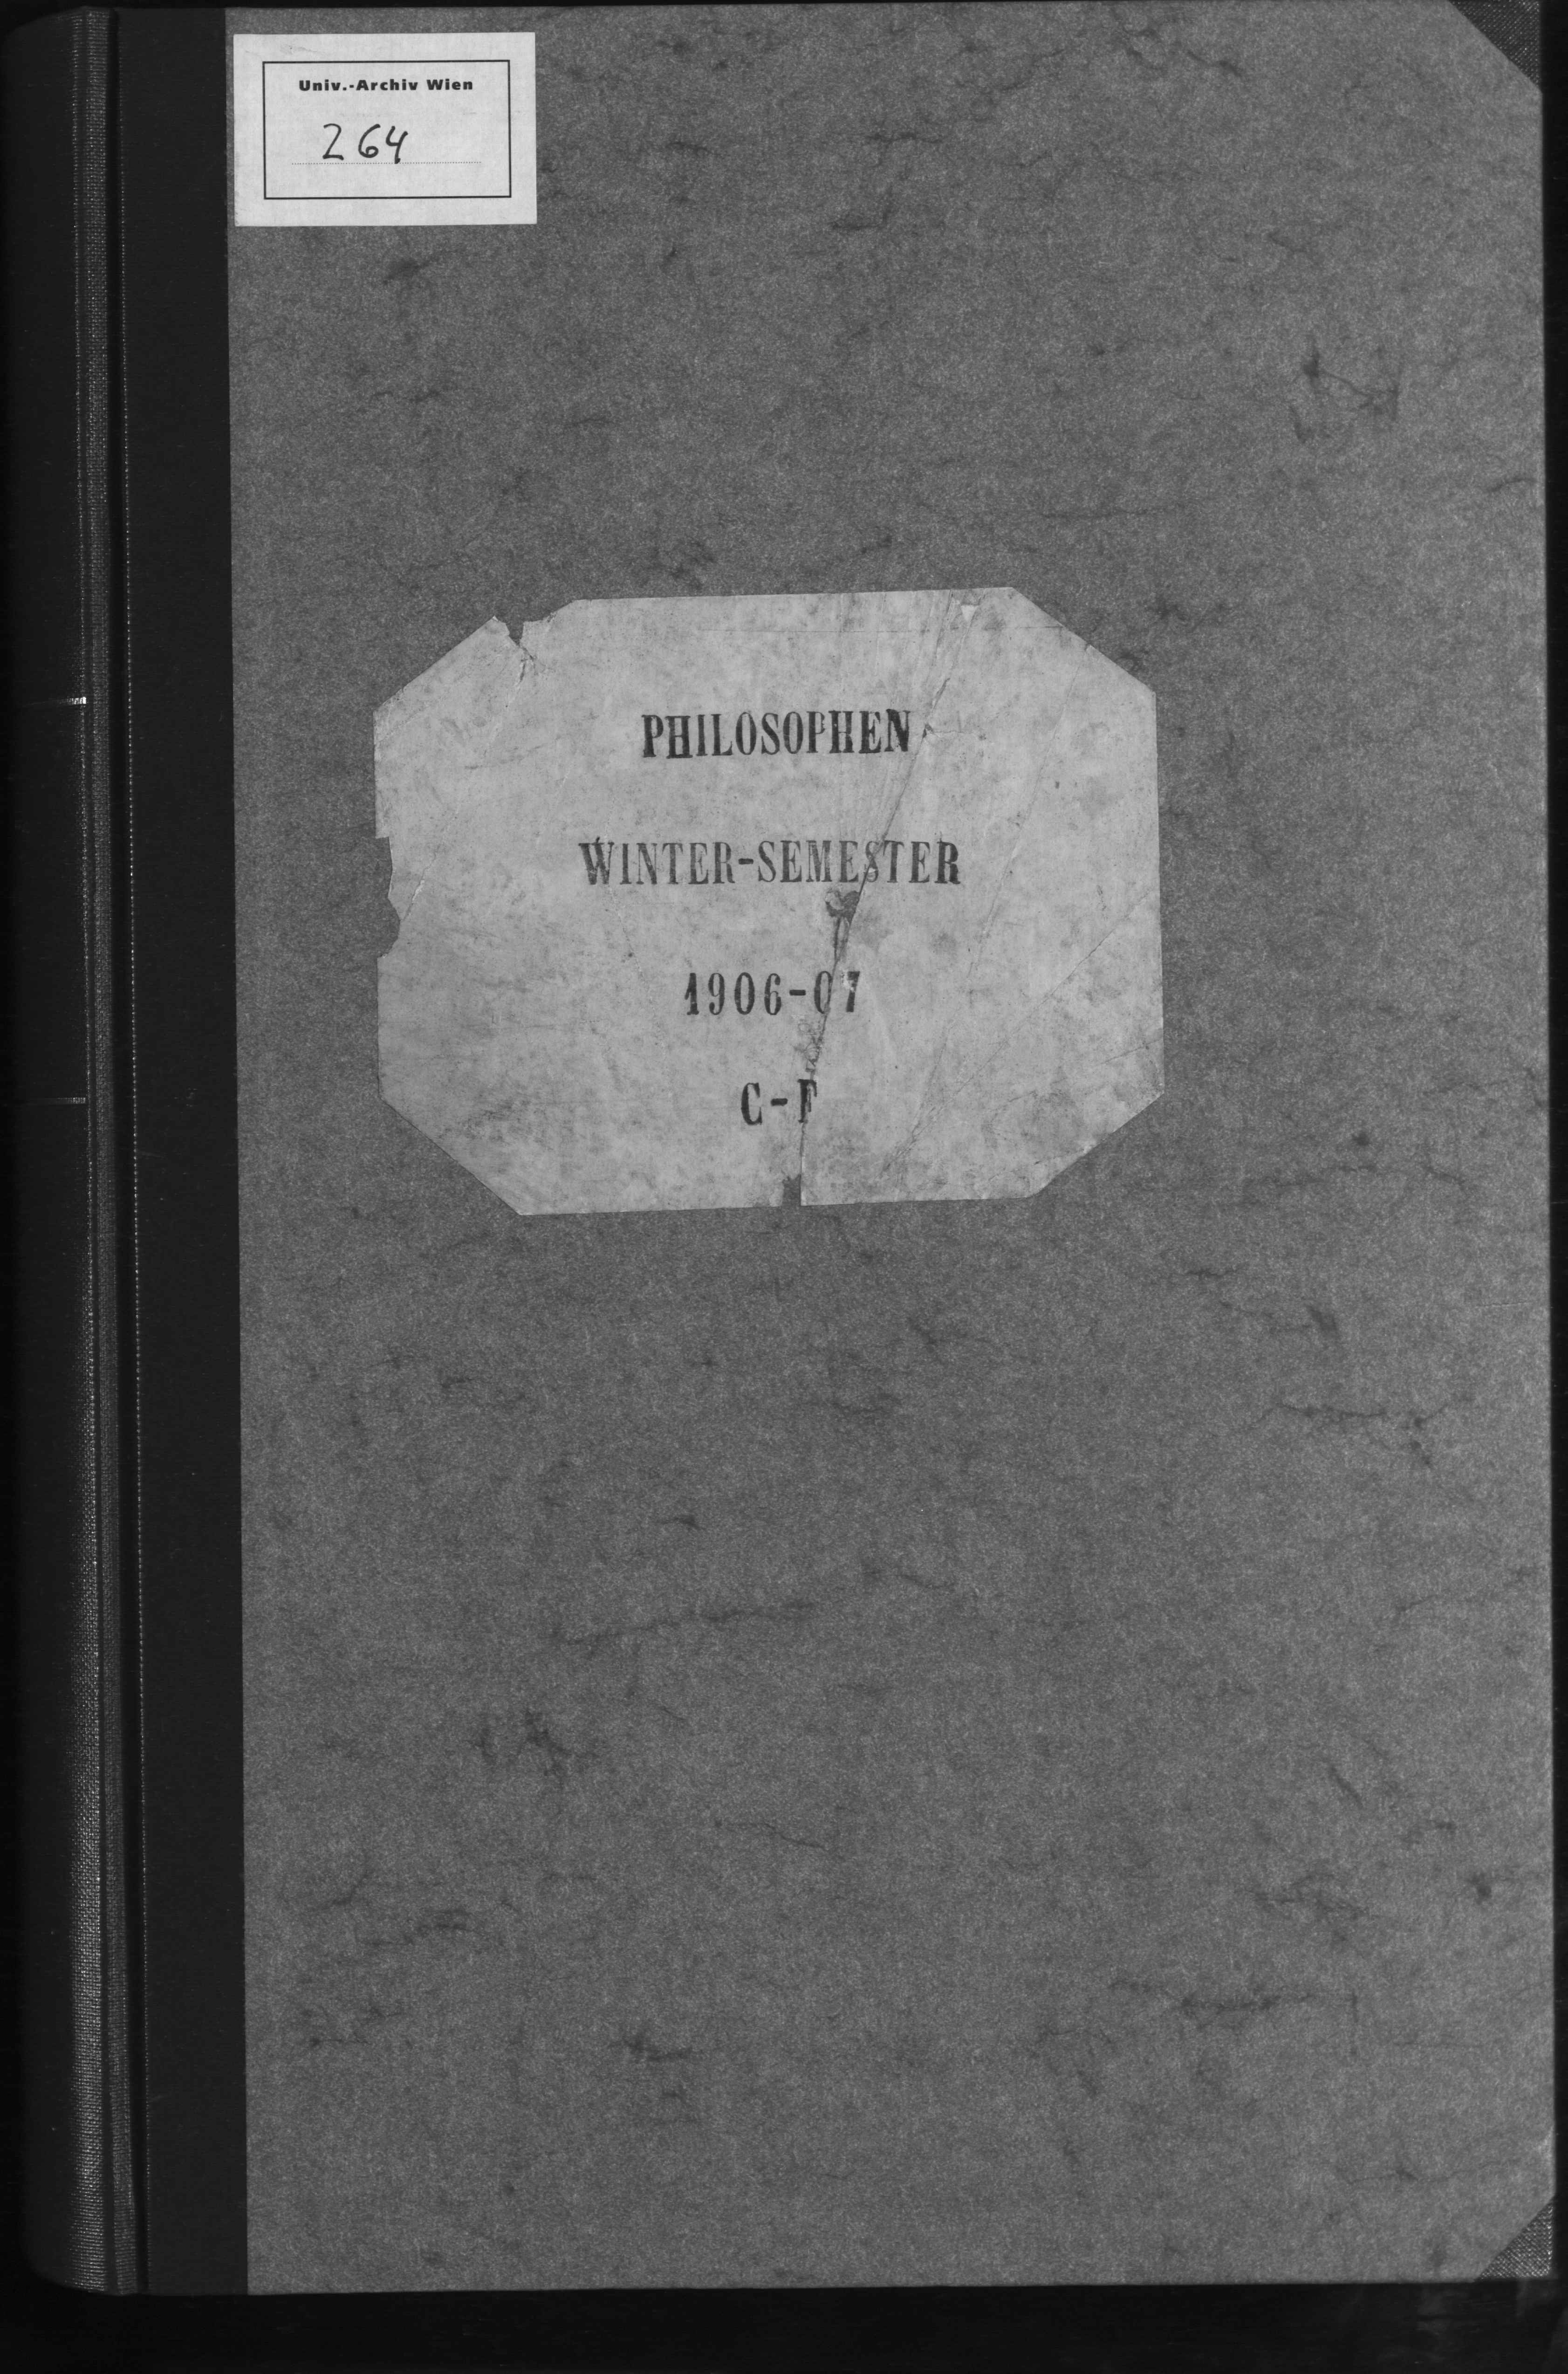 Univ.-Archiv Wien
264
PHILOSOPHEN
WINTER-SEMESTER
1906-07
C-F